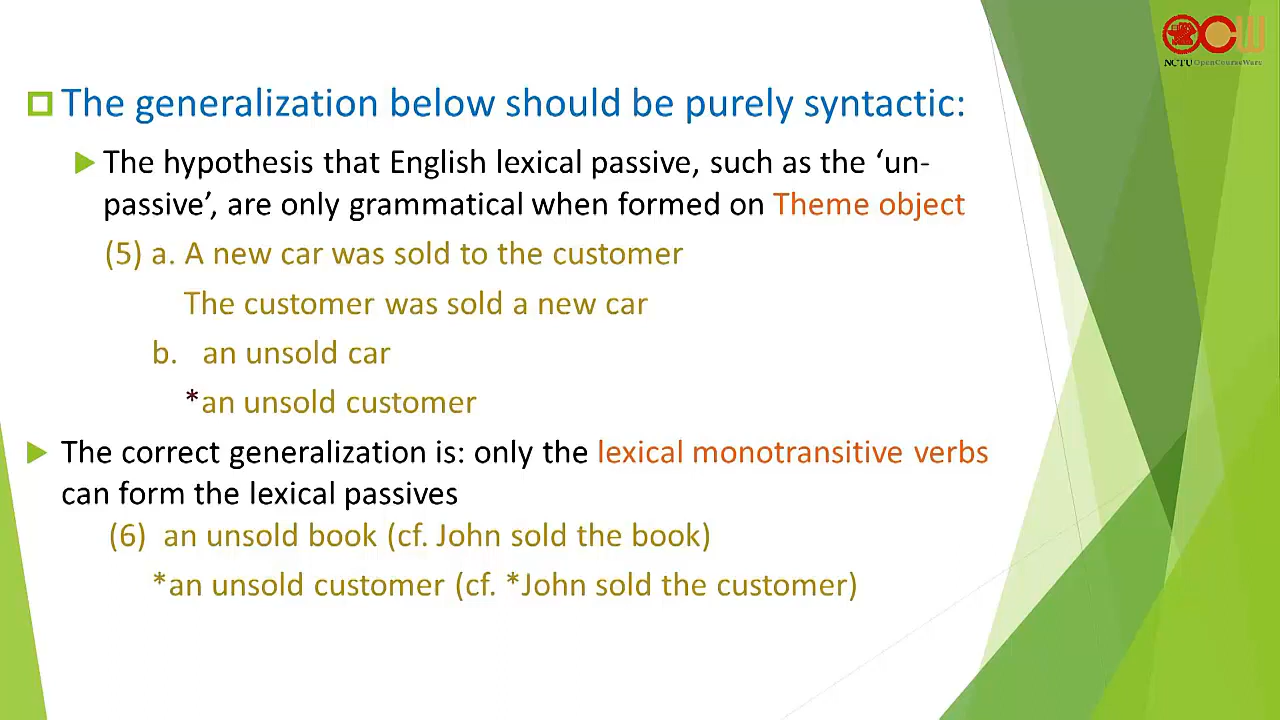 OCW
NCTU OpenCourseWare
The generalization below should be purely syntactic:
The hypothesis that English lexical passive, such as the ‘un-
passive’, are only grammatical when formed on Theme object
(5) a. A new car was sold to the customer
The customer was sold a new car
b. an unsold car
*an unsold customer
The correct generalization is: only the lexical monotransitive verbs
can form the lexical passives
(6) an unsold book (cf. John sold the book)
*an unsold customer (cf. *John sold the customer)